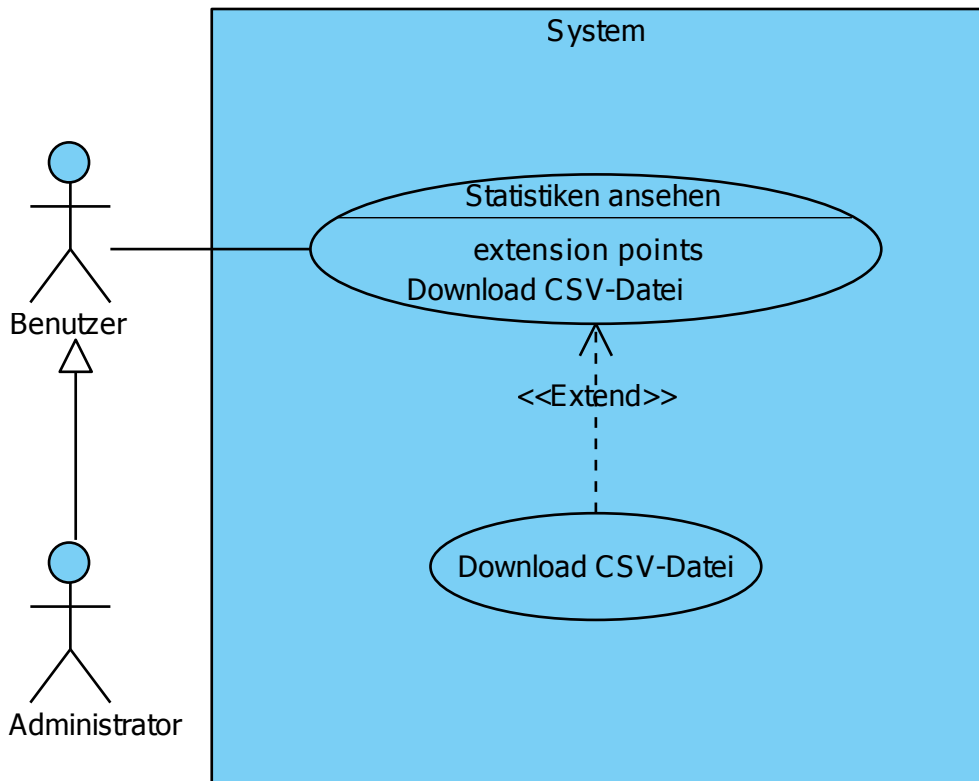 System
Statistiken ansehen
extension points
Download CSV-Datei
Benutzer
<<Extend>>
Download CSV-Datei
Administrator